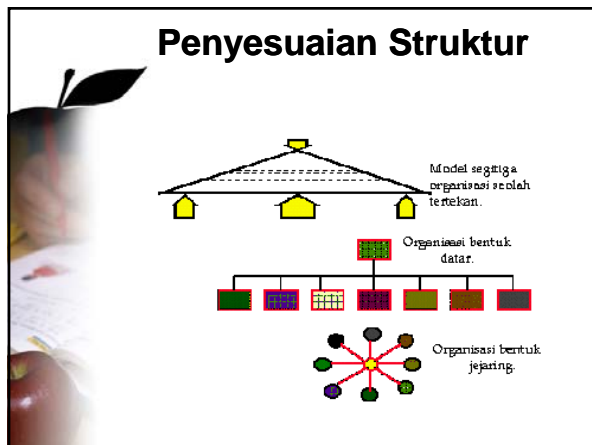 Penyesuaian Struktur
Model segitiga
organisasi seolah
tertekan.
Organisasi bentuk
datar.
Organisasi bentuk
jejaring.